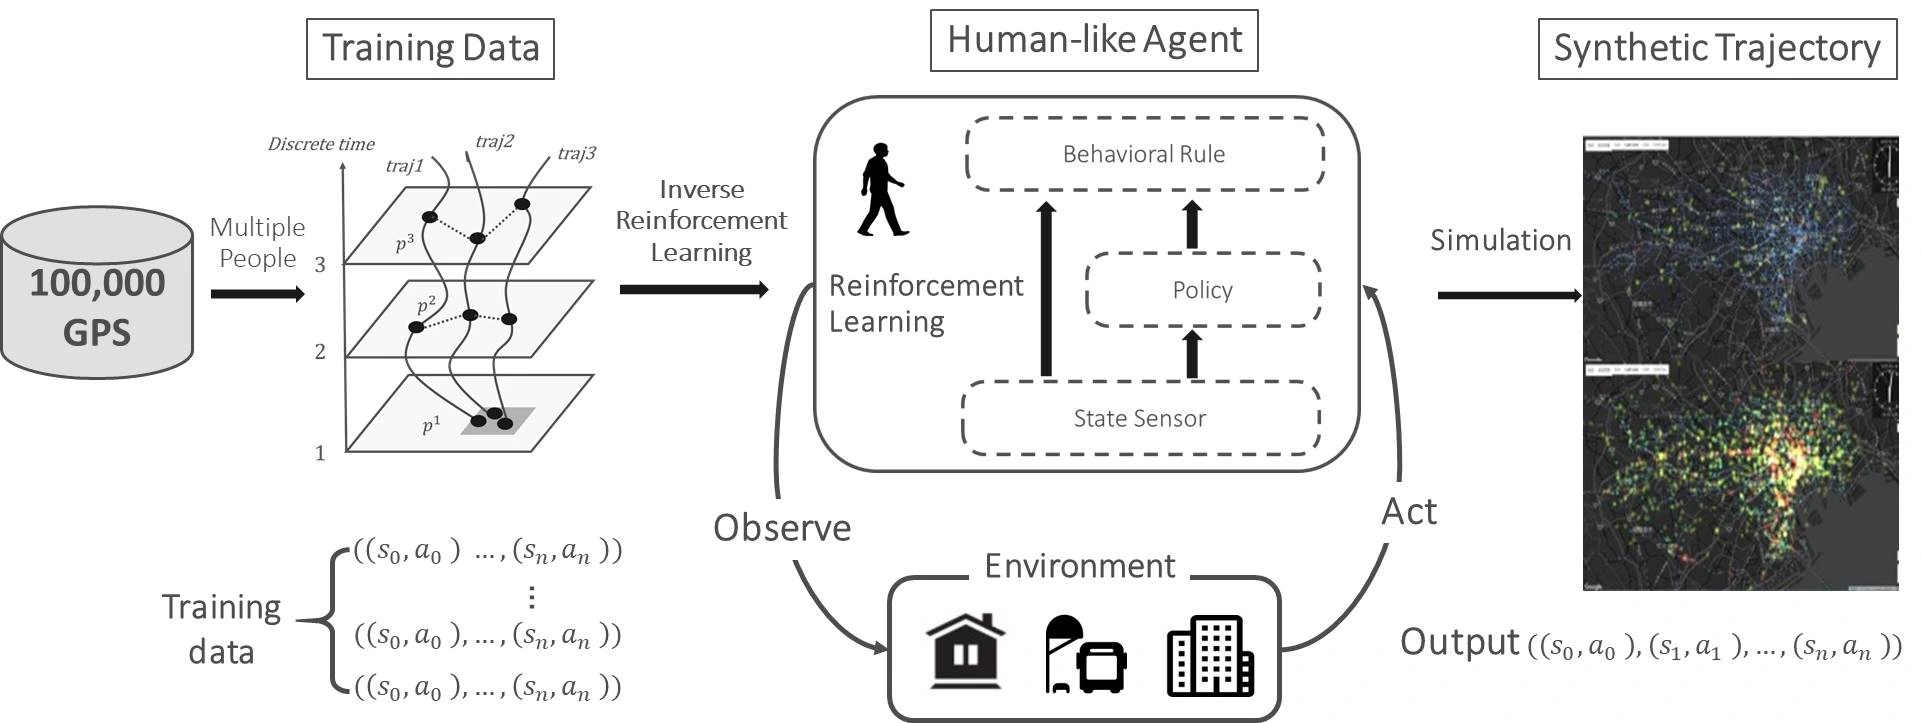 Training Data
Human-like Agent
Synthetic Trajectory
100,000
GPS
Multiple
People
Discrete time
traj1
traj2
traj3
p³
3
p²
2
p¹
1
Inverse
Reinforcement
Learning
Behavioral Rule
Policy
State Sensor
Reinforcement
Learning
Simulation
Observe
Act
Environment
Training
data
((s₀, a₀ ) ... , (sₙ, aₙ ))
⋮
((s₀, a₀ ), ... , (sₙ, aₙ ))
((s₀, a₀ ), ... , (sₙ, aₙ ))
Output ((s₀, a₀ ), (s₁, a₁ ), ... , (sₙ, aₙ ))
Google